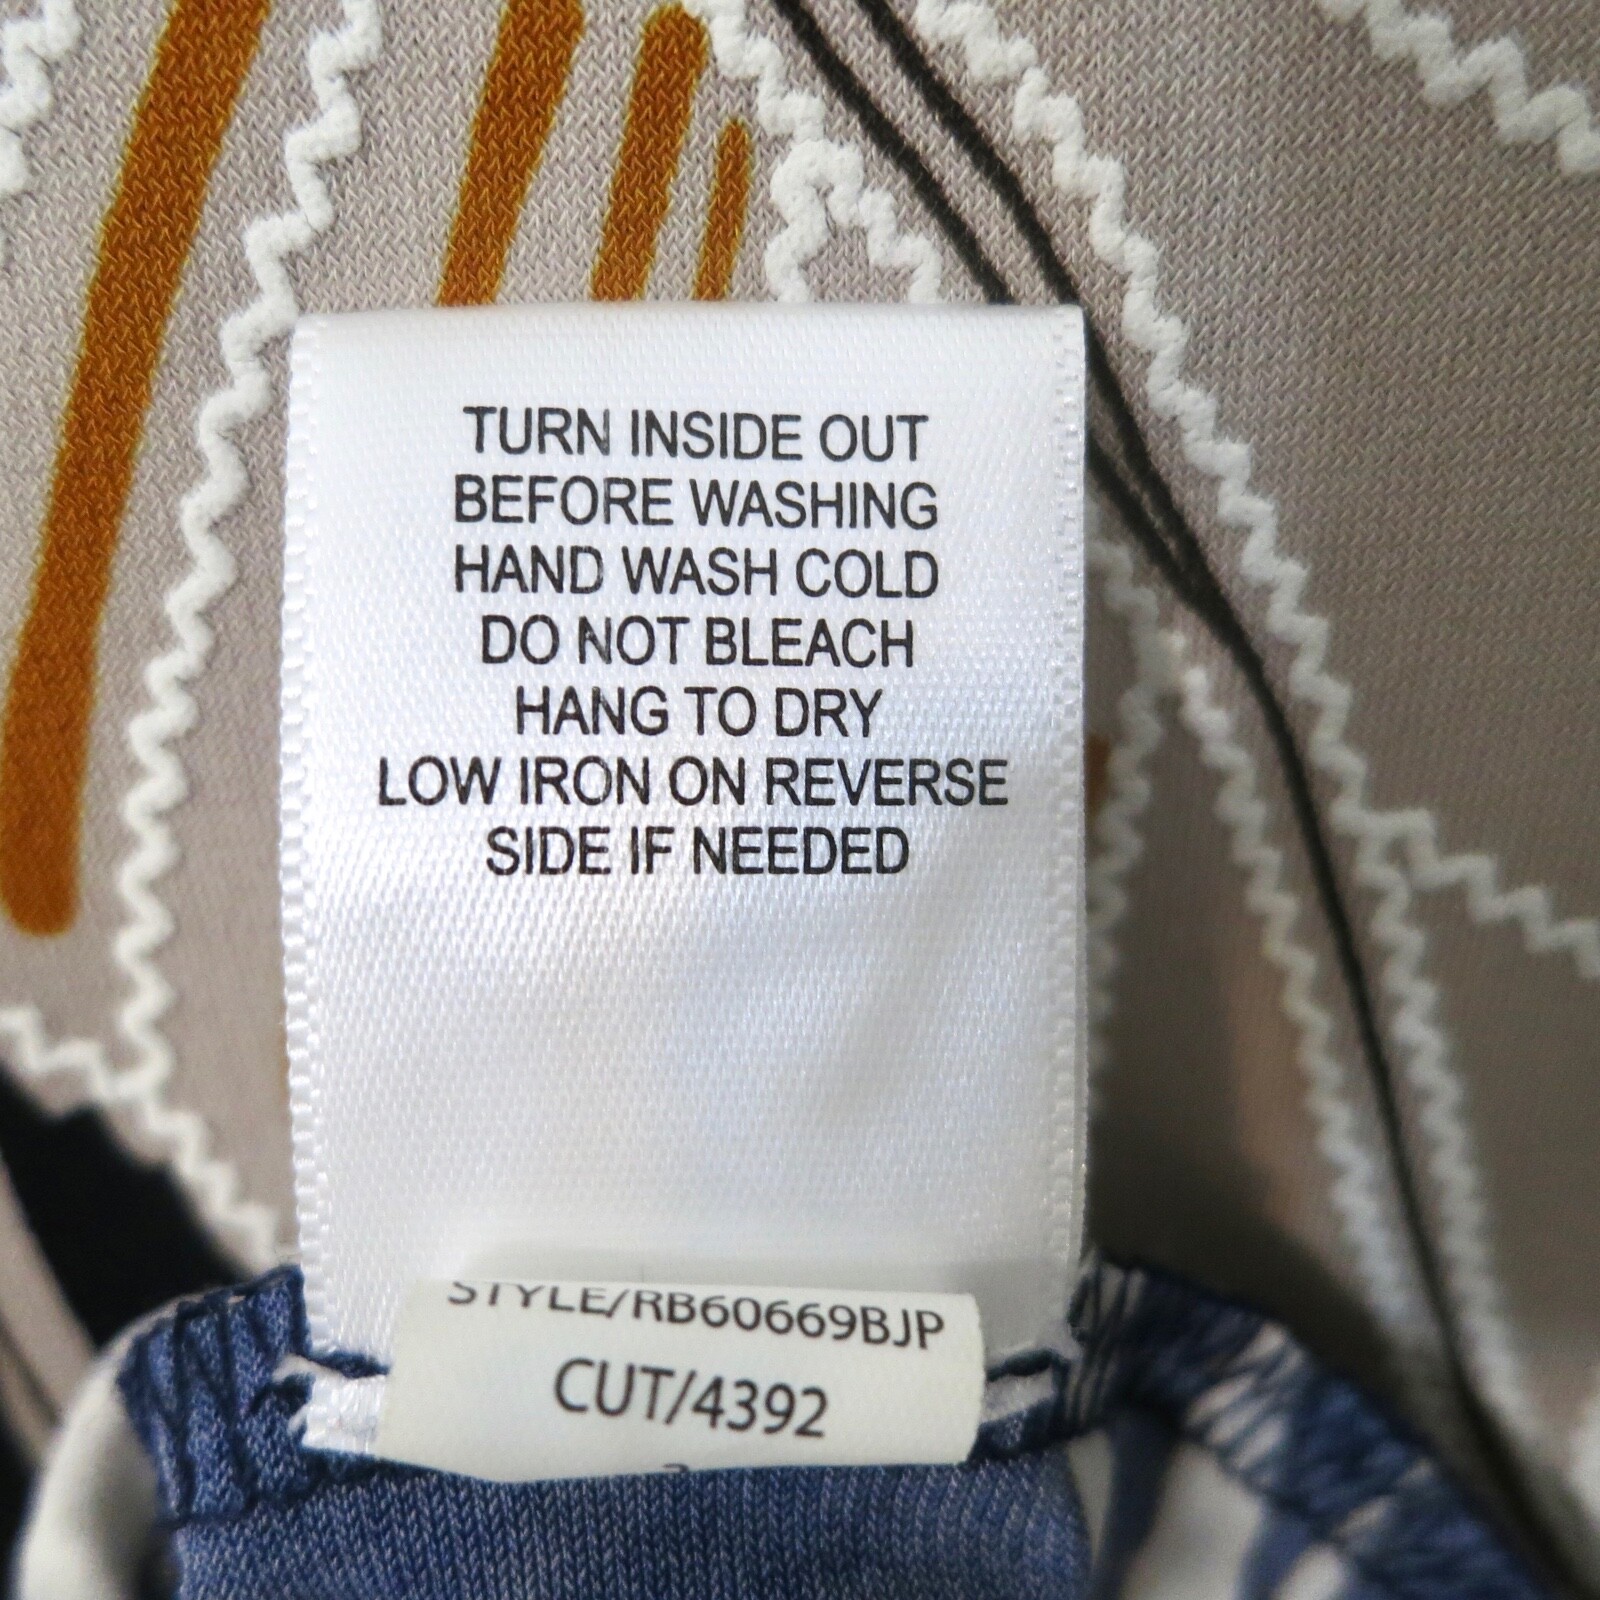 TURN INSIDE OUT
BEFORE WASHING
HAND WASH COLD
DO NOT BLEACH
HANG TO DRY
LOW IRON ON REVERSE
SIDE IF NEEDED
STYLE/RB60669BJP
CUT/4392